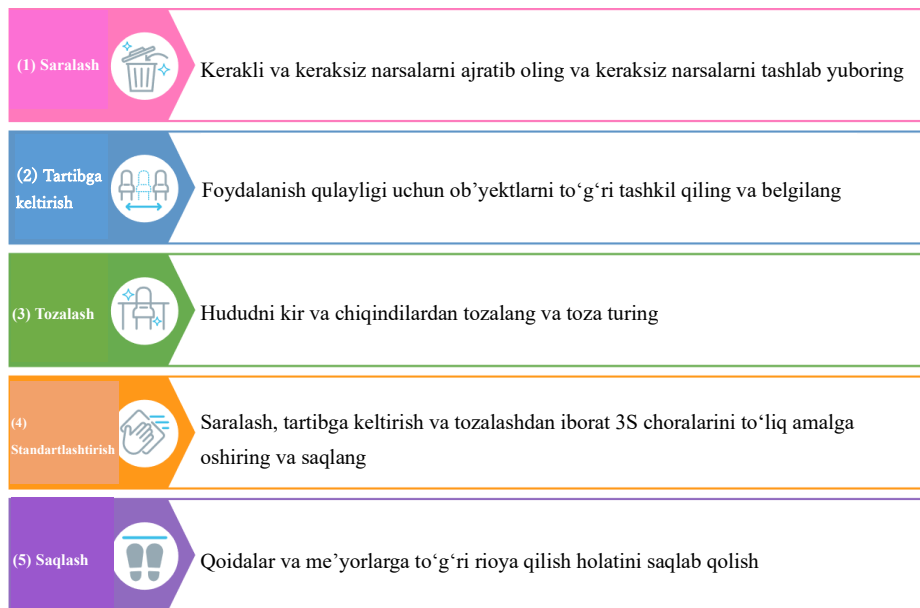 (1) Saralash
Kerakli va keraksiz narsalarni ajratib oling va keraksiz narsalarni tashlab yuboring
(2) Tartibga
keltirish
Foydalanish qulayligi uchun ob’yektlarni to‘g‘ri tashkil qiling va belgilang
(3) Tozalash
Hududni kir va chiqindilardan tozalang va toza turing
(4)
Standartlashtirish
Saralash, tartibga keltirish va tozalashdan iborat 3S choralarini to‘liq amalga
oshiring va saqlang
(5) Saqlash
Qoidalar va me’yorlarga to‘g‘ri rioya qilish holatini saqlab qolish